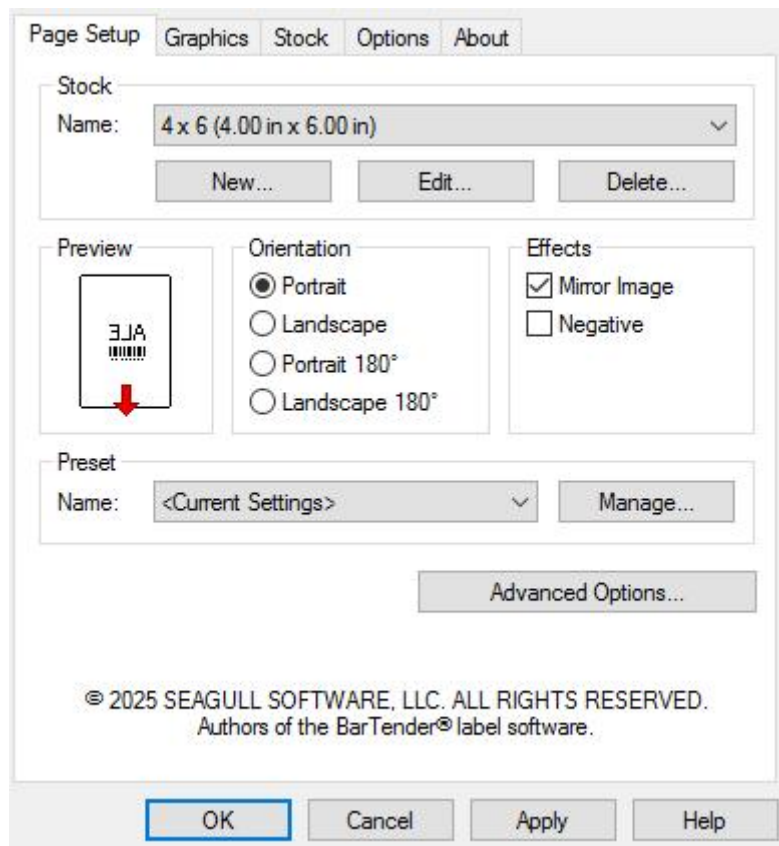 Page Setup Graphics Stock Options About
Stock
Name: 4 x 6 (4.00 in x 6.00 in)
New... Edit... Delete...
Preview
ALE
Orientation
Portrait
Landscape
Portrait 180°
Landscape 180°
Effects
Mirror Image
Negative
Preset
Name: <Current Settings> Manage...
Advanced Options...
© 2025 SEAGULL SOFTWARE, LLC. ALL RIGHTS RESERVED.
Authors of the BarTender® label software.
OK Cancel Apply Help